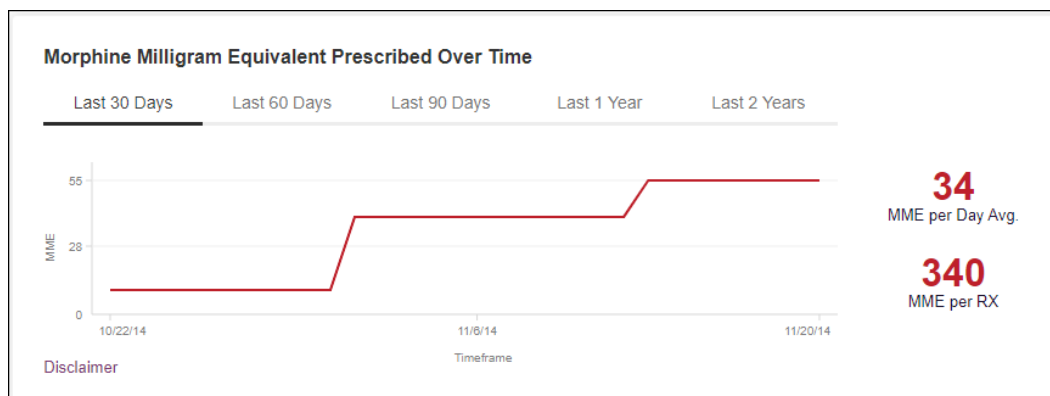 Morphine Milligram Equivalent Prescribed Over Time
Last 30 Days Last 60 Days Last 90 Days Last 1 Year Last 2 Years
55
28
0
MME
10/22/14 11/6/14 11/20/14
Timeframe
34
MME per Day Avg.
340
MME per RX
Disclaimer